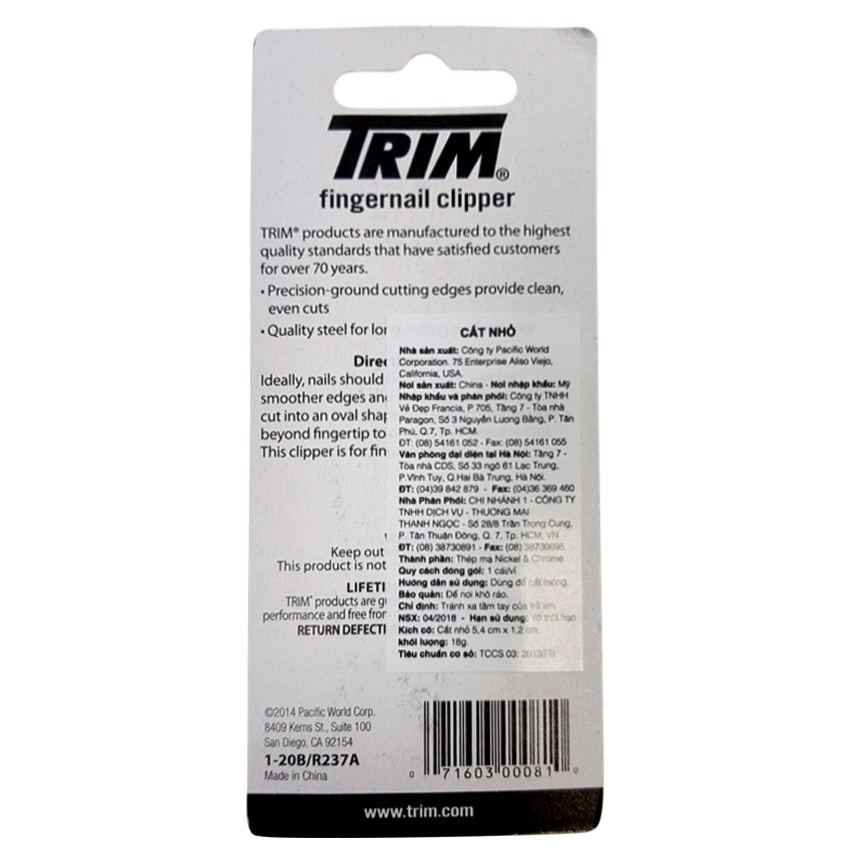 TRIM®
fingernail clipper
TRIM® products are manufactured to the highest
quality standards that have satisfied customers
for over 70 years.
• Precision-ground cutting edges provide clean,
even cuts
• Quality steel for lon
Direc
Ideally, nails should
smoother edges an
cut into an oval shap
beyond fingertip to
This clipper is for fin
Keep out
This product is not
LIFETI
TRIM® products are gu
performance and free from
RETURN DEFECTI
CẮT NHỎ
Nhà sản xuất: Công ty Pacific World
Corporation. 75 Enterprise Aliso Viejo,
California, USA.
Nơi sản xuất: China - Nơi nhập khẩu: Mỹ
Nhập khẩu và phân phối: Công ty TNHH
Vẻ Đẹp Francia, P 705, Tầng 7 - Tòa nhà
Paragon, Số 3 Nguyễn Lương Bằng, P. Tân
Phú, Q.7, Tp. HCM.
ĐT: (08) 54161 052 - Fax: (08) 54161 055
Văn phòng đại diện tại Hà Nội: Tầng 7 -
Tòa nhà CDS, Số 33 ngõ 61 Lạc Trung,
P.Vĩnh Tuy, Q.Hai Bà Trưng, Hà Nội.
ĐT: (04)39 842 879 - Fax: (04)36 369 460
Nhà Phân Phối: CHI NHÁNH 1 - CÔNG TY
TNHH DỊCH VỤ - THƯƠNG MẠI
THANH NGỌC - Số 28/8 Trần Trọng Cung,
P. Tân Thuận Đông, Q. 7, Tp. HCM, VN
ĐT: (08) 38730891 - Fax: (08) 38730895
Thành phần: Thép mạ Nickel & Chrome
Quy cách đóng gói: 1 cái/vỉ
Hướng dẫn sử dụng: Dùng để cắt móng.
Bảo quản: Để nơi khô ráo.
Chỉ định: Tránh xa tầm tay của trẻ em
NSX: 04/2018 - Hạn sử dụng: Vô thời hạn
Kích cỡ: Cắt nhỏ 5,4 cm x 1,2 cm
khối lượng: 18g.
Tiêu chuẩn cơ sở: TCCS 03: 2013/FB
©2014 Pacific World Corp.
8409 Kerns St., Suite 100
San Diego, CA 92154
1-20B/R237A
Made in China
0 71603 00081 0
www.trim.com